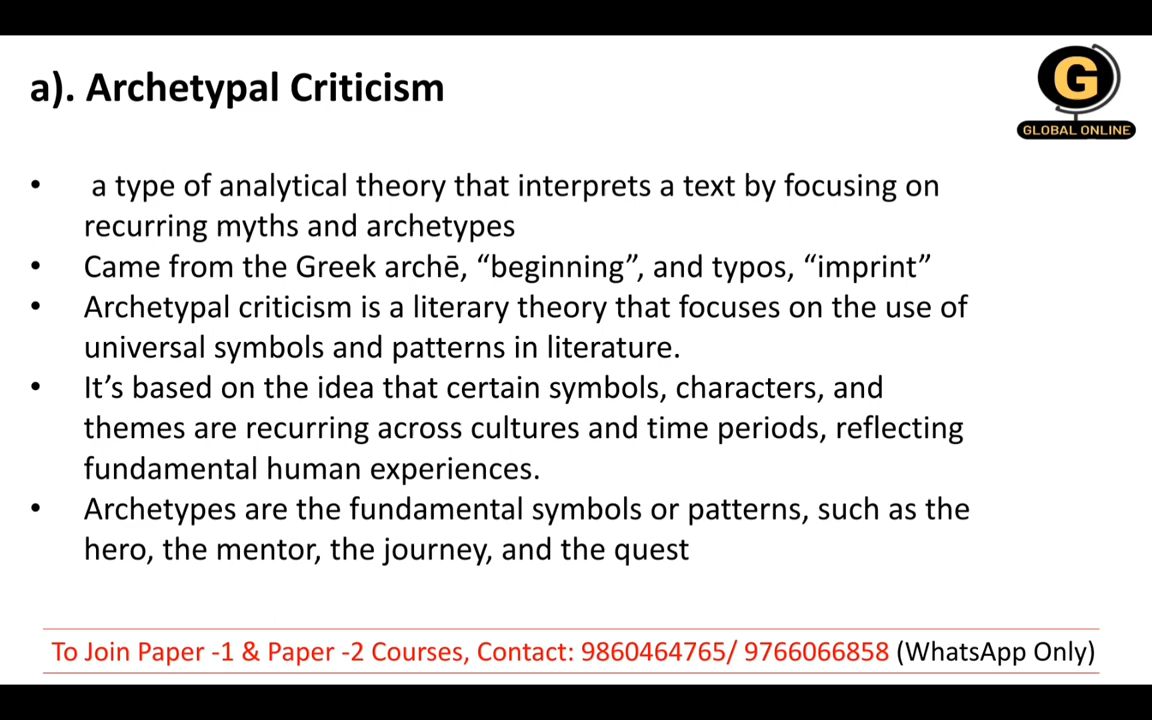 a). Archetypal Criticism
G
GLOBAL ONLINE
• a type of analytical theory that interprets a text by focusing on
recurring myths and archetypes
• Came from the Greek archē, “beginning”, and typos, “imprint”
• Archetypal criticism is a literary theory that focuses on the use of
universal symbols and patterns in literature.
• It’s based on the idea that certain symbols, characters, and
themes are recurring across cultures and time periods, reflecting
fundamental human experiences.
• Archetypes are the fundamental symbols or patterns, such as the
hero, the mentor, the journey, and the quest
To Join Paper -1 & Paper -2 Courses, Contact: 9860464765/ 9766066858 (WhatsApp Only)